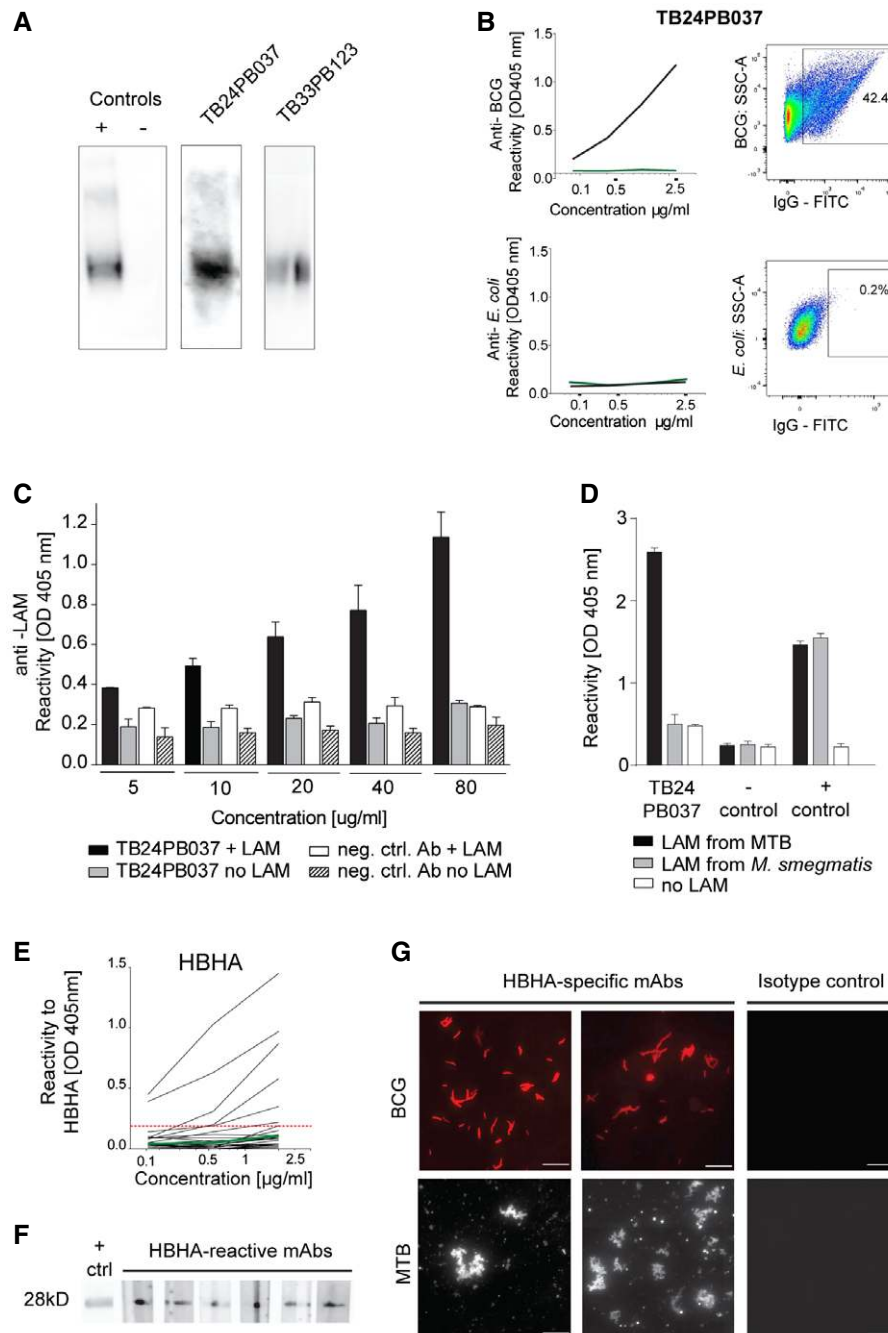 A
Controls
+ -
TB24PB037
TB33PB123
B
TB24PB037
Anti- BCG
Reactivity [OD405 nm]
1.5
1.0
0.5
0.0
0.1 0.5 2.5
Concentration µg/ml
BCG: SSC-A
42.4
IgG - FITC
Anti- E. coli
Reactivity [OD405 nm]
1.5
1.0
0.5
0.0
0.1 0.5 2.5
Concentration µg/ml
E. coli: SSC-A
0.2%
IgG - FITC
C
anti -LAM
Reactivity [OD 405 nm]
1.2
1.0
0.8
0.6
0.4
0.2
0.0
5 10 20 40 80
Concentration [ug/ml]
TB24PB037 + LAM
TB24PB037 no LAM
neg. ctrl. Ab + LAM
neg. ctrl. Ab no LAM
D
Reactivity [OD 405 nm]
3
2
1
0
TB24 - +
PB037 control control
LAM from MTB
LAM from M. smegmatis
no LAM
E
HBHA
Reactivity to
HBHA [OD 405nm]
1.5
1.0
0.5
0.0
0.1 0.5 1 2.5
Concentration [µg/ml]
F
+
ctrl
HBHA-reactive mAbs
28kD
G
HBHA-specific mAbs
Isotype control
BCG
MTB